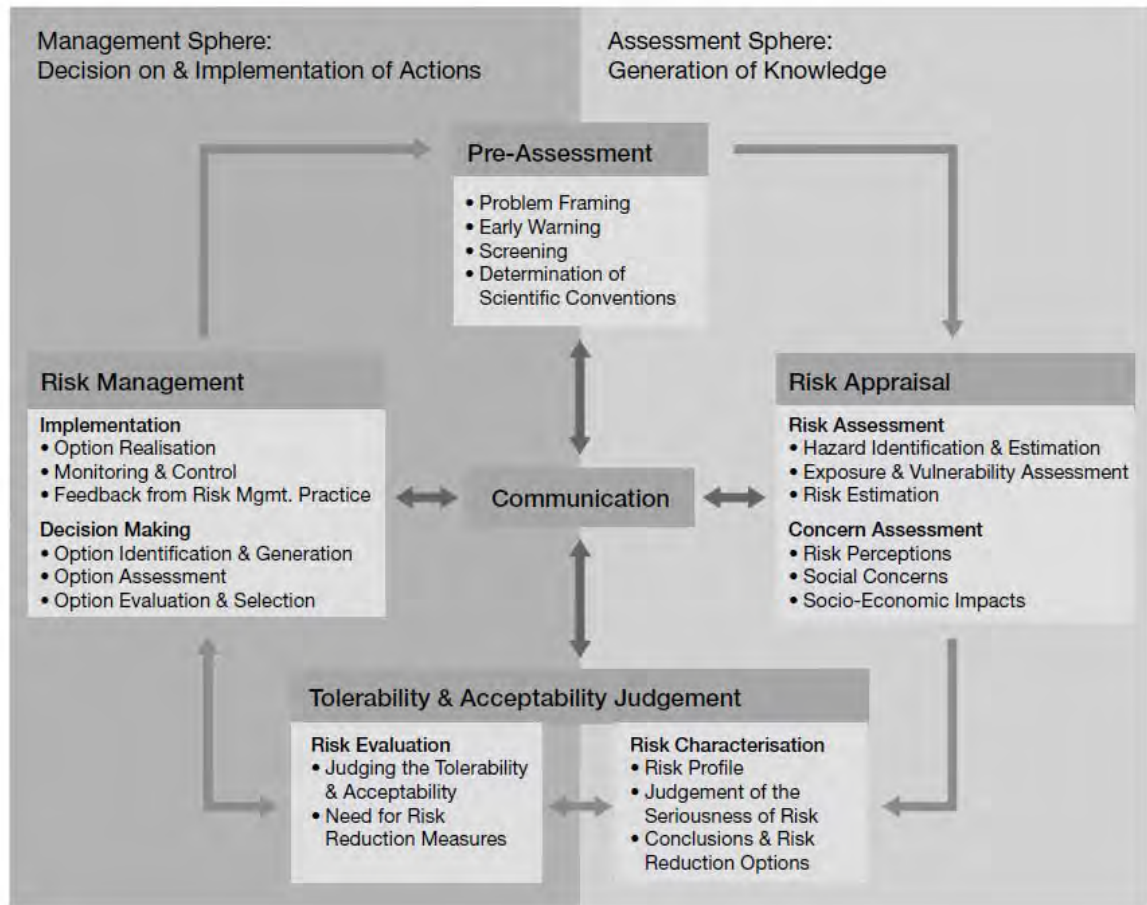 Management Sphere:
Decision on & Implementation of Actions
Assessment Sphere:
Generation of Knowledge
Pre-Assessment
• Problem Framing
• Early Warning
• Screening
• Determination of
Scientific Conventions
Risk Management
Implementation
• Option Realisation
• Monitoring & Control
• Feedback from Risk Mgmt. Practice
Decision Making
• Option Identification & Generation
• Option Assessment
• Option Evaluation & Selection
Communication
Risk Appraisal
Risk Assessment
• Hazard Identification & Estimation
• Exposure & Vulnerability Assessment
• Risk Estimation
Concern Assessment
• Risk Perceptions
• Social Concerns
• Socio-Economic Impacts
Tolerability & Acceptability Judgement
Risk Evaluation
• Judging the Tolerability
& Acceptability
• Need for Risk
Reduction Measures
Risk Characterisation
• Risk Profile
• Judgement of the
Seriousness of Risk
• Conclusions & Risk
Reduction Options